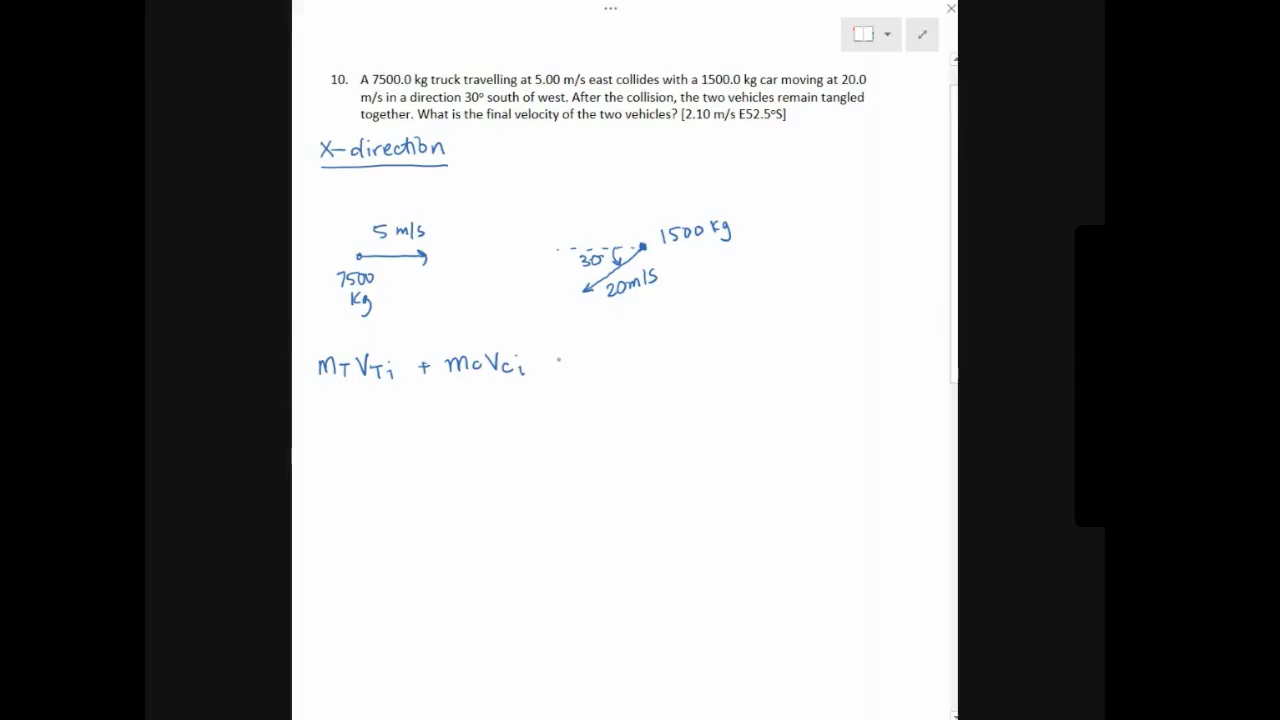 10. A 7500.0 kg truck travelling at 5.00 m/s east collides with a 1500.0 kg car moving at 20.0
m/s in a direction 30° south of west. After the collision, the two vehicles remain tangled
together. What is the final velocity of the two vehicles? [2.10 m/s E52.5°S]
X-direction
5 m/s
7500
kg
1500 kg
30°
20m/s
mTVTi + mCVCi